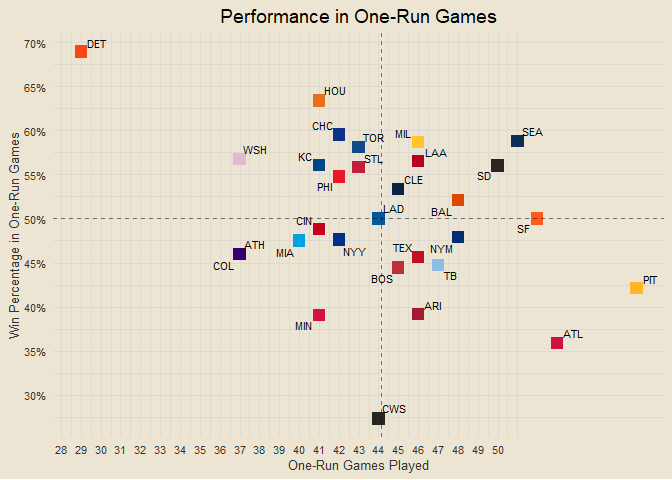 Performance in One-Run Games
70%
DET
65%
HOU
60%
CHC
TOR
MIL
SEA
WSH
KC
STL
LAA
55%
PHI
CLE
SD
50%
CIN
LAD
BAL
SF
ATH
MIA
NYY
TEX
NYM
45%
COL
BOS
TB
PIT
40%
MIN
ARI
ATL
35%
30%
CWS
28 29 30 31 32 33 34 35 36 37 38 39 40 41 42 43 44 45 46 47 48 49 50
One-Run Games Played
Win Percentage in One-Run Games